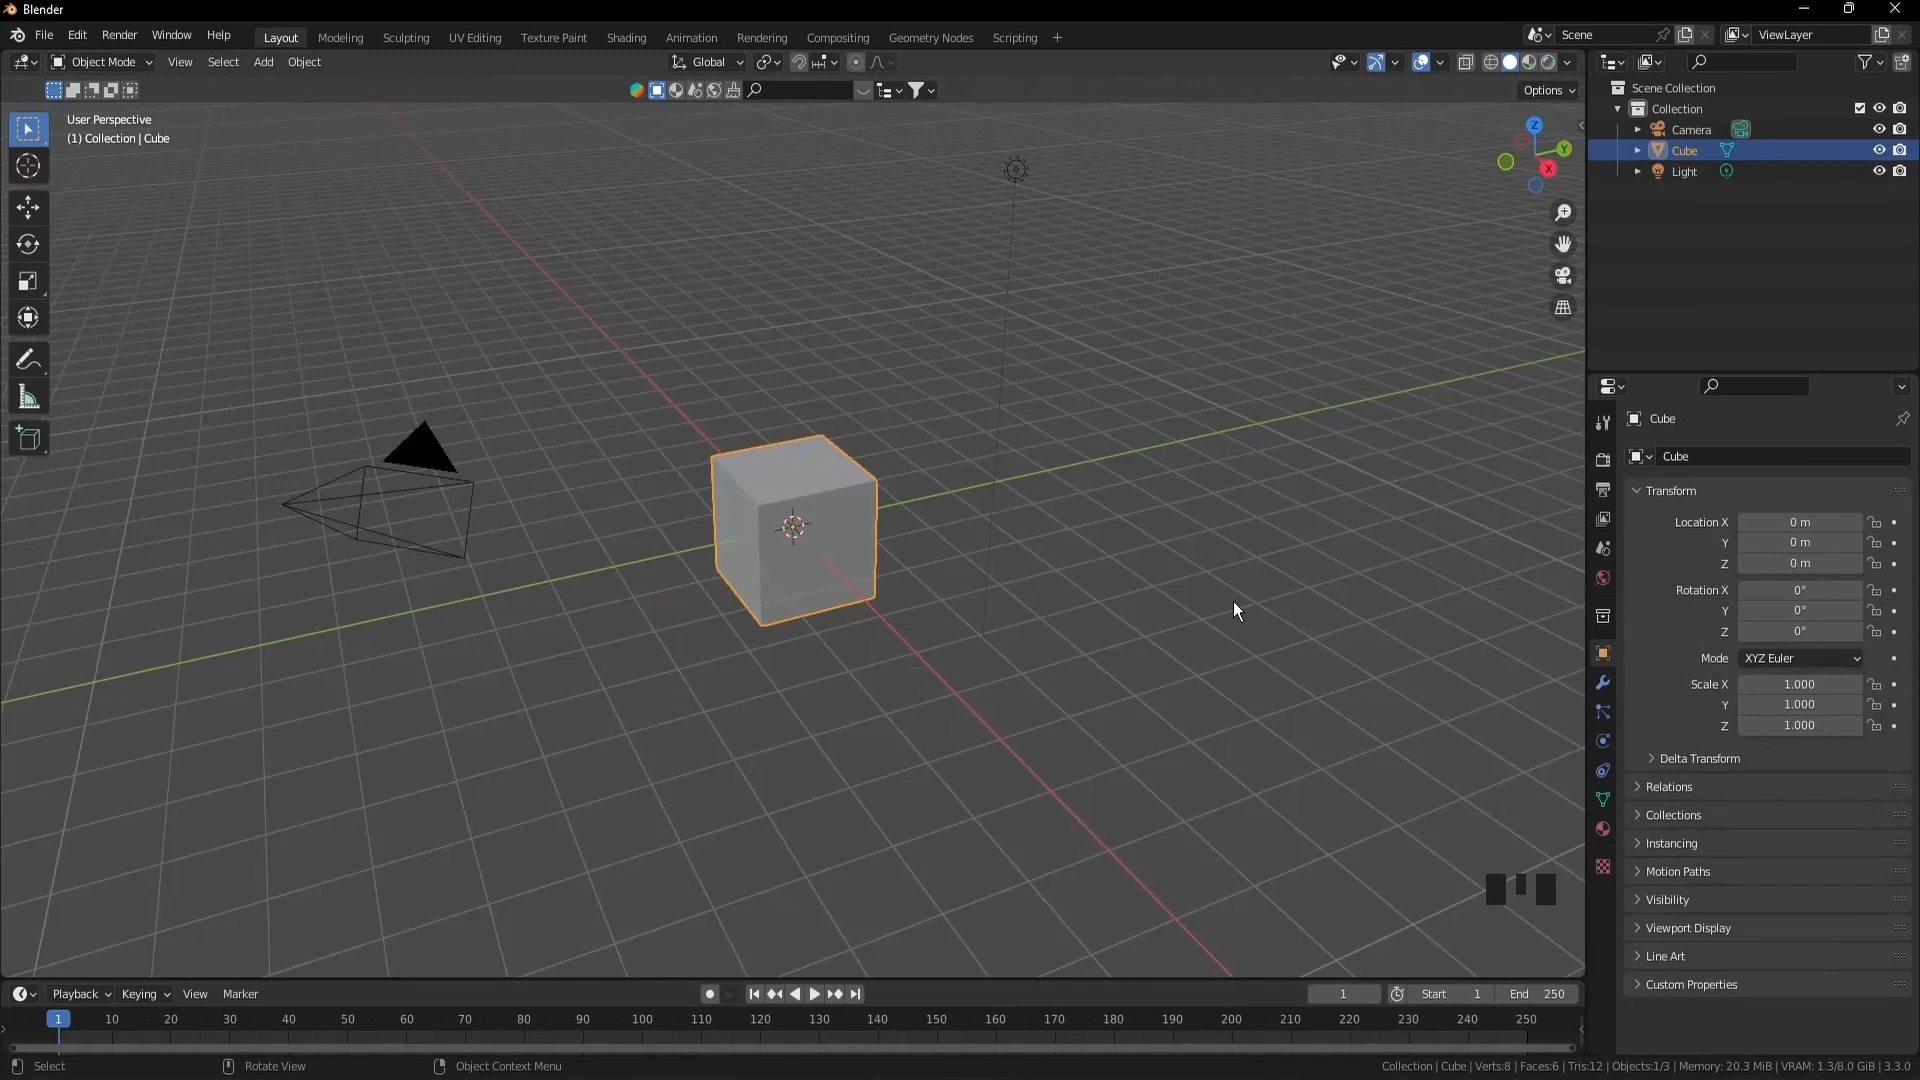 Blender
File Edit Render Window Help
Layout Modeling Sculpting UV Editing Texture Paint Shading Animation Rendering Compositing Geometry Nodes Scripting +
Scene
ViewLayer
Object Mode View Select Add Object
Global
Options
User Perspective
(1) Collection | Cube
Z
Y
X
Scene Collection
Collection
Camera
Cube
Light
Cube
Cube
Transform
Location X 0 m
Y 0 m
Z 0 m
Rotation X 0°
Y 0°
Z 0°
Mode XYZ Euler
Scale X 1.000
Y 1.000
Z 1.000
Delta Transform
Relations
Collections
Instancing
Motion Paths
Visibility
Viewport Display
Line Art
Custom Properties
Playback Keying View Marker
1 Start 1 End 250
1 10 20 30 40 50 60 70 80 90 100 110 120 130 140 150 160 170 180 190 200 210 220 230 240 250
Select Rotate View Object Context Menu
Collection | Cube | Verts:8 | Faces:6 | Tris:12 | Objects:1/3 | Memory: 20.3 MiB | VRAM: 1.3/8.0 GiB | 3.3.0